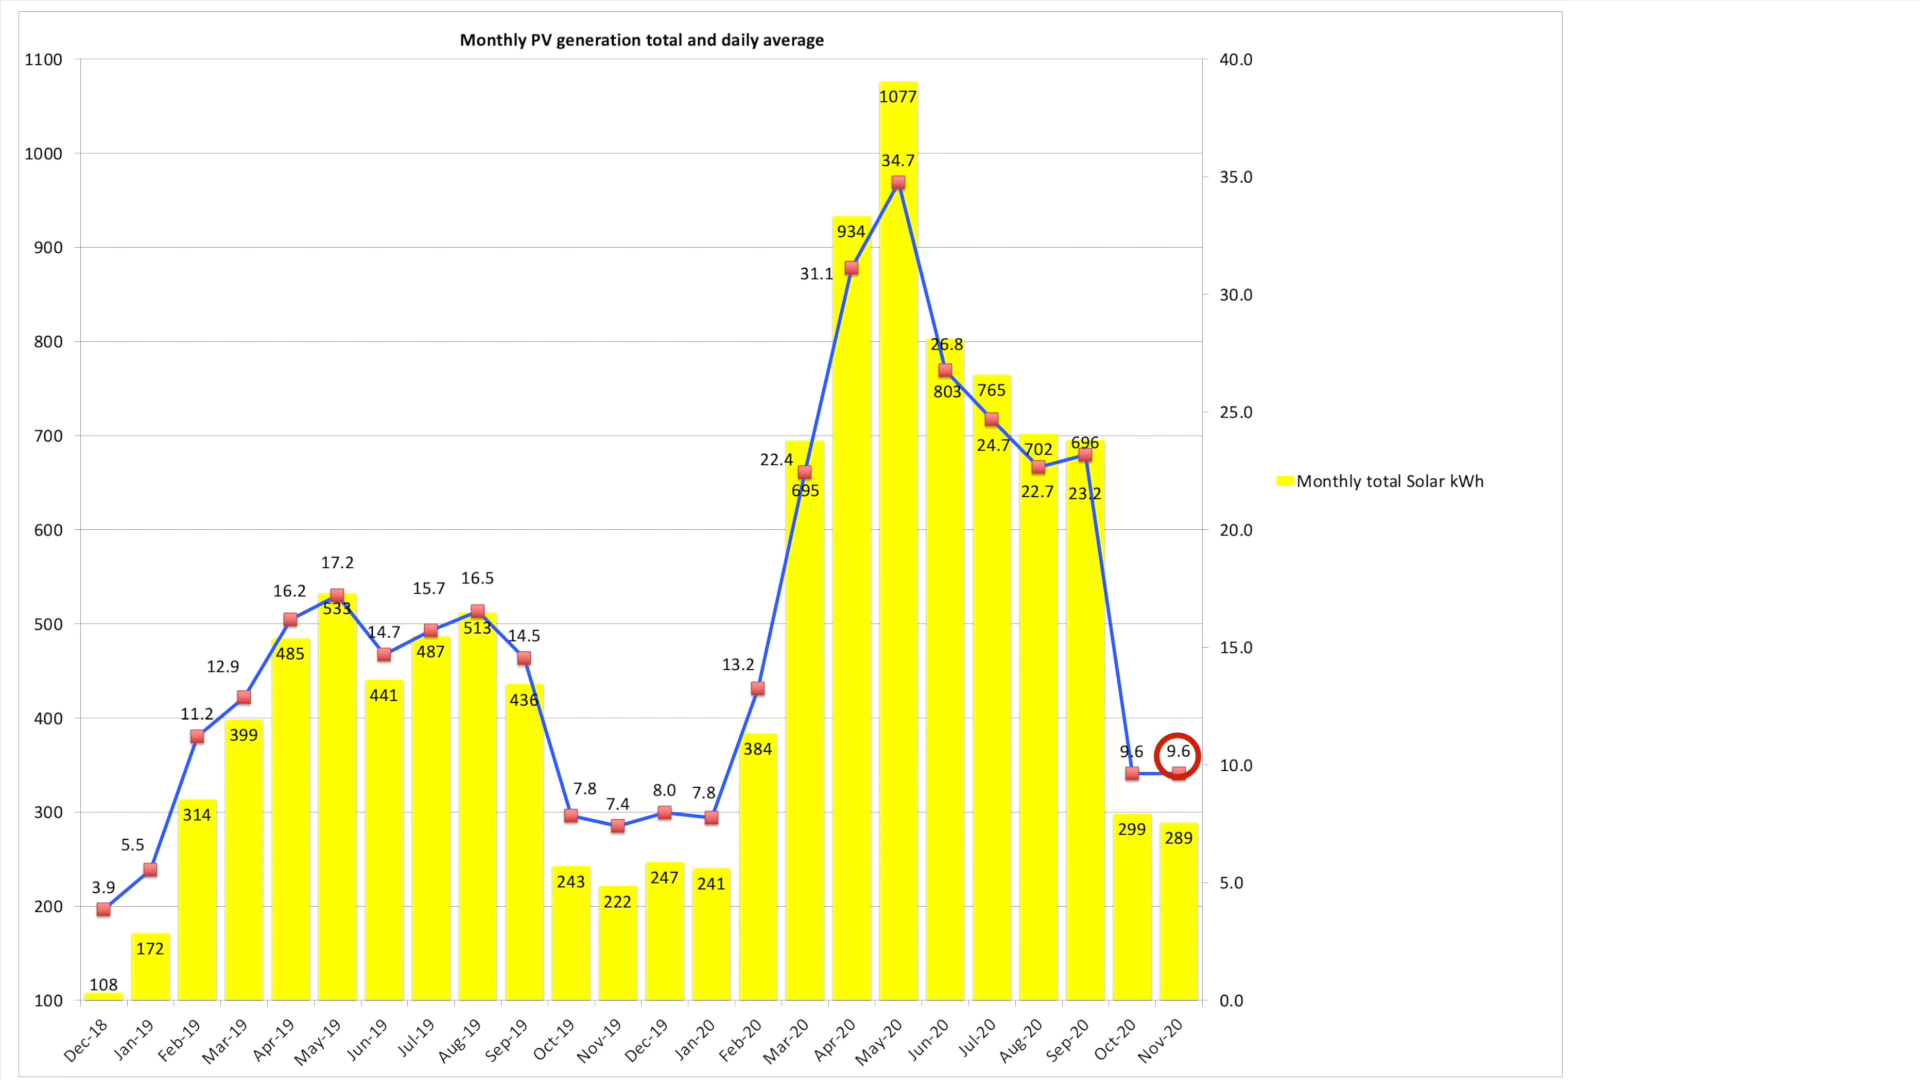 Monthly PV generation total and daily average
1100
1000
900
800
700
600
500
400
300
200
100
40.0
35.0
30.0
25.0
20.0
15.0
10.0
5.0
0.0
3.9
5.5
11.2
12.9
16.2
17.2
14.7
15.7
16.5
14.5
7.8
7.4
8.0
7.8
13.2
22.4
31.1
34.7
26.8
24.7
22.7
23.2
9.6
9.6
108
172
314
399
485
533
441
487
513
436
243
222
247
241
384
695
934
1077
803
765
702
696
299
289
Dec-18
Jan-19
Feb-19
Mar-19
Apr-19
May-19
Jun-19
Jul-19
Aug-19
Sep-19
Oct-19
Nov-19
Dec-19
Jan-20
Feb-20
Mar-20
Apr-20
May-20
Jun-20
Jul-20
Aug-20
Sep-20
Oct-20
Nov-20
Monthly total Solar kWh